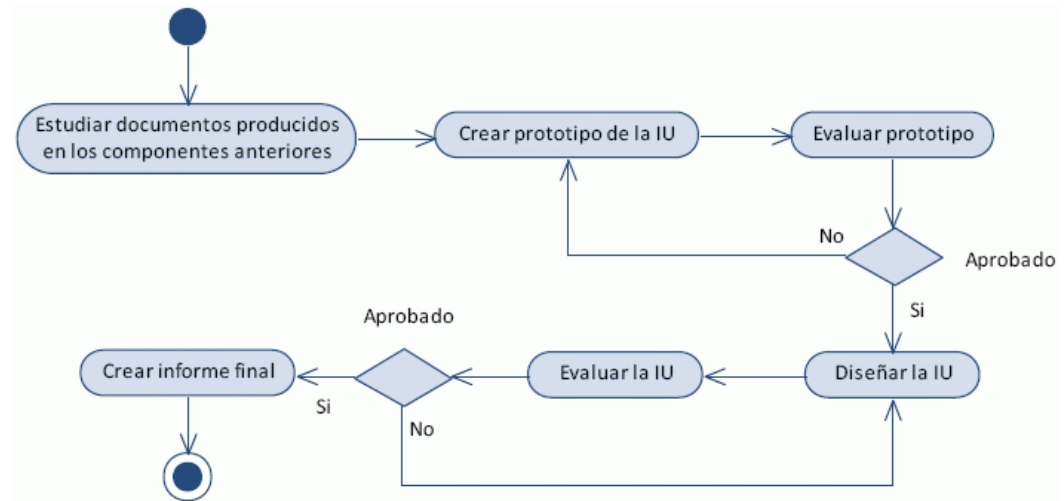 Estudiar documentos producidos
en los componentes anteriores
Crear prototipo de la IU
Evaluar prototipo
No
Aprobado
Si
Diseñar la IU
Evaluar la IU
Aprobado
Si
No
Crear informe final